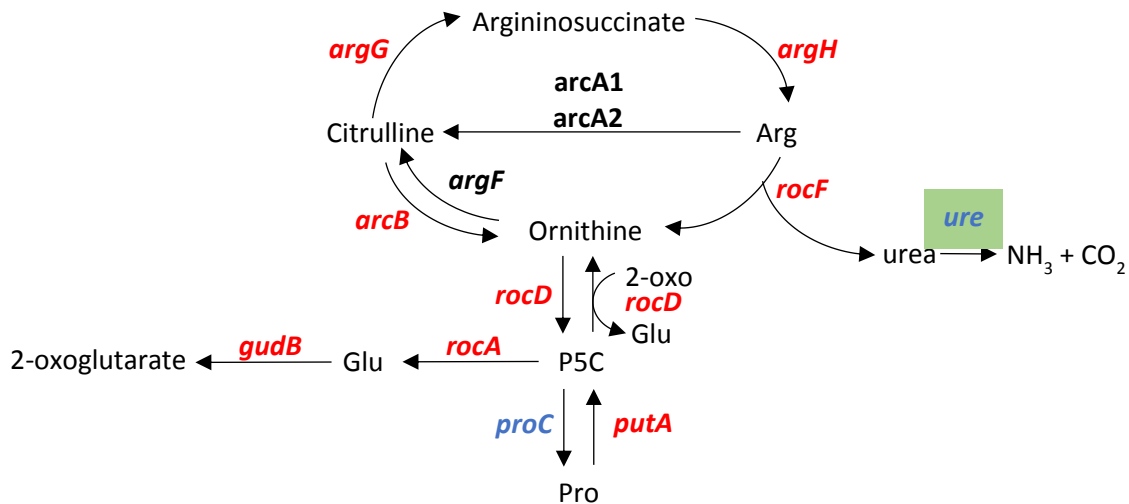 Argininosuccinate
argG
argH
arcA1
arcA2
Citrulline
Arg
argF
rocF
arcB
ure
Ornithine
urea
NH3 + CO2
2-oxo
rocD
rocD
Glu
2-oxoglutarate
gudB
Glu
rocA
P5C
proC
putA
Pro